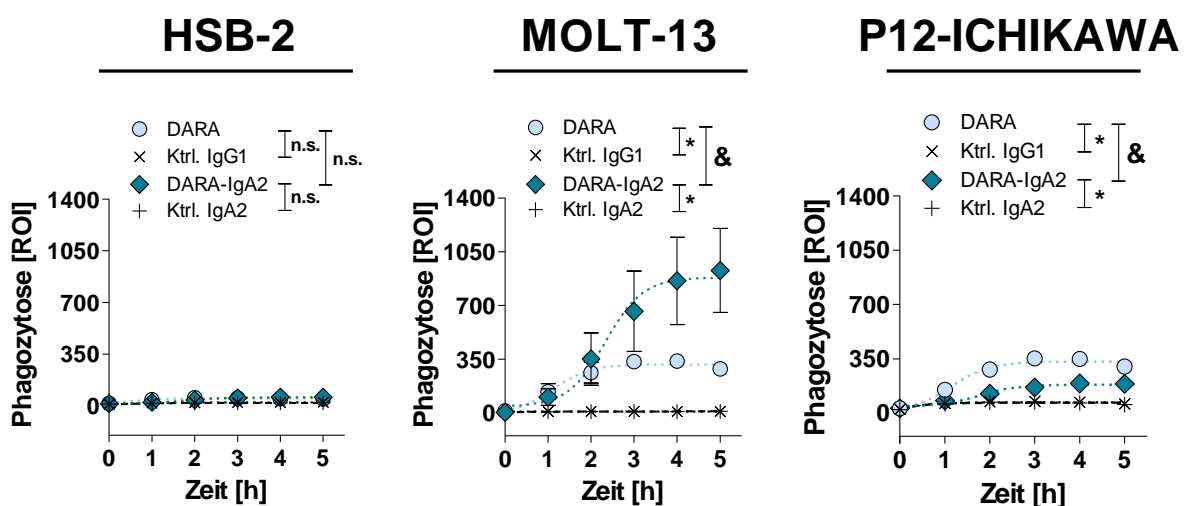 HSB-2
DARA
Ktrl. IgG1
DARA-IgA2
Ktrl. IgA2
n.s.
n.s.
n.s.
Phagozytose [ROI]
1400
1050
700
350
0
0 1 2 3 4 5
Zeit [h]
MOLT-13
DARA
Ktrl. IgG1
DARA-IgA2
Ktrl. IgA2
*
&
*
Phagozytose [ROI]
1400
1050
700
350
0
0 1 2 3 4 5
Zeit [h]
P12-ICHIKAWA
DARA
Ktrl. IgG1
DARA-IgA2
Ktrl. IgA2
*
&
*
Phagozytose [ROI]
1400
1050
700
350
0
0 1 2 3 4 5
Zeit [h]